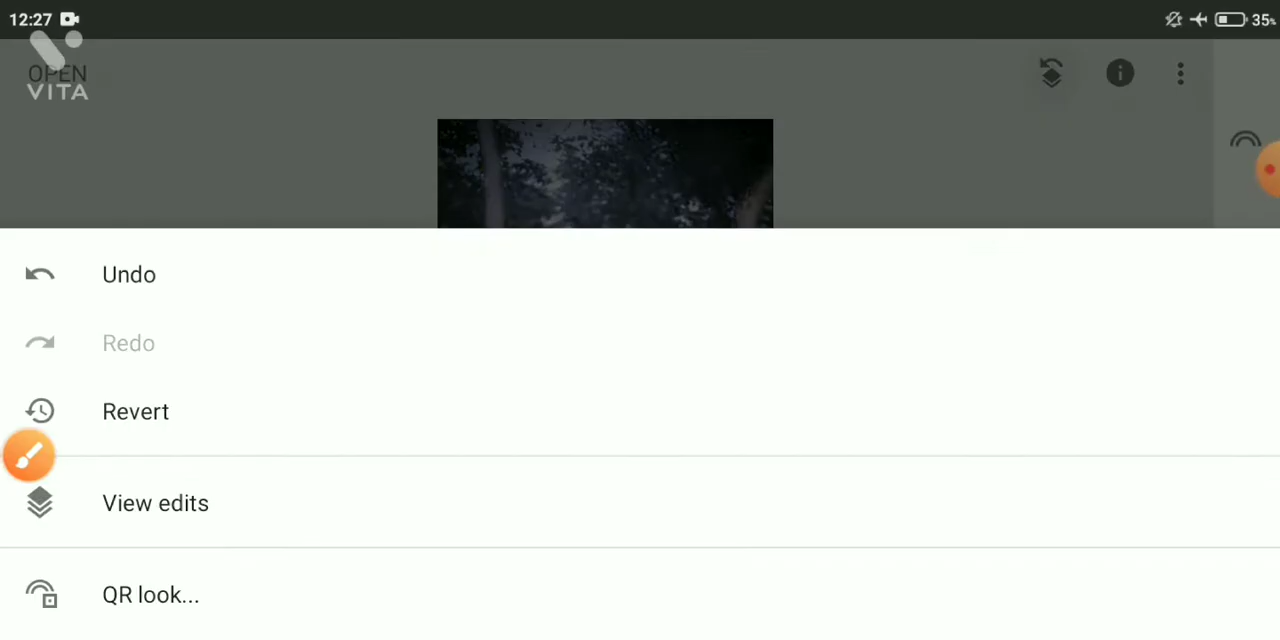 12:27
35%
OPEN
VITA
Undo
Redo
Revert
View edits
QR look...